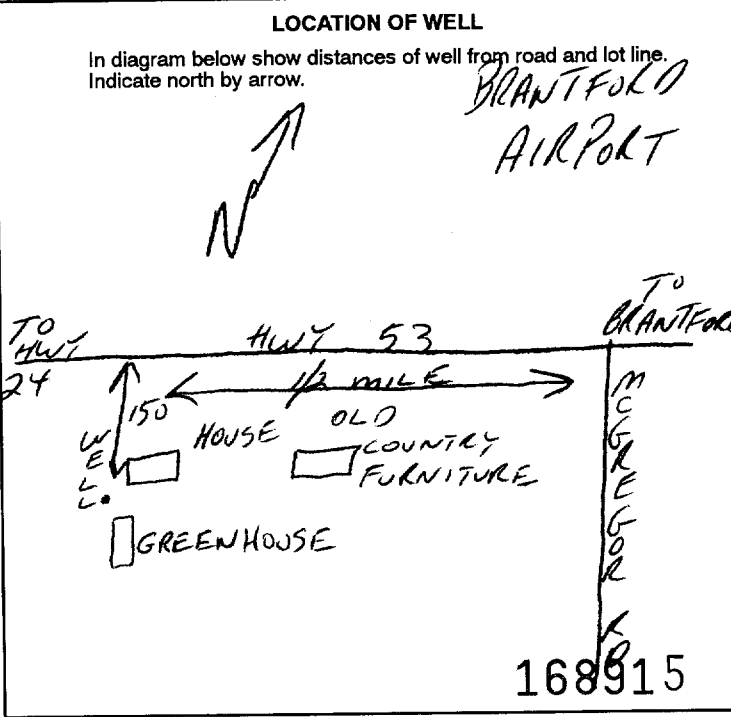 LOCATION OF WELL
In diagram below show distances of well from road and lot line.
Indicate north by arrow.
BRANTFORD
AIRPORT
N
TO
HWY
24
HWY 53
TO
BRANTFORD
1/2 MILE
150
WELL
HOUSE
OLD
COUNTRY
FURNITURE
GREENHOUSE
MCGREGOR RD
168915